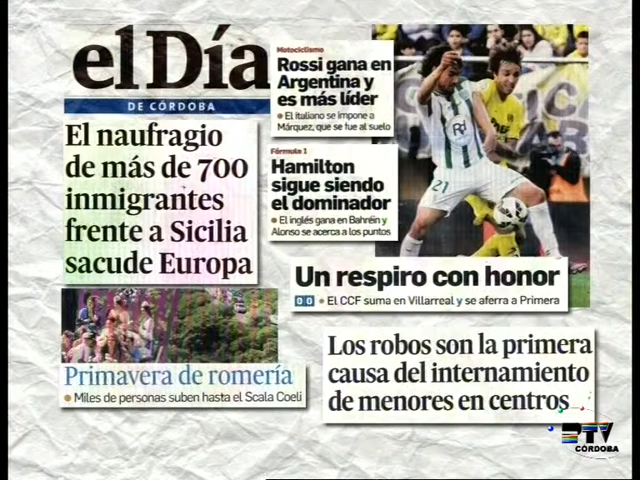 el Día
DE CÓRDOBA
El naufragio
de más de 700
inmigrantes
frente a Sicilia
sacude Europa
Motociclismo
Rossi gana en
Argentina y
es más líder
El italiano se impone a
Márquez, que se fue al suelo
Fórmula 1
Hamilton
sigue siendo
el dominador
El inglés gana en Bahréin y
Alonso se acerca a los puntos
21
Un respiro con honor
0 0 El CCF suma en Villarreal y se aferra a Primera
Primavera de romería
Miles de personas suben hasta el Scala Coeli
Los robos son la primera
causa del internamiento
de menores en centros
PTV
CÓRDOBA